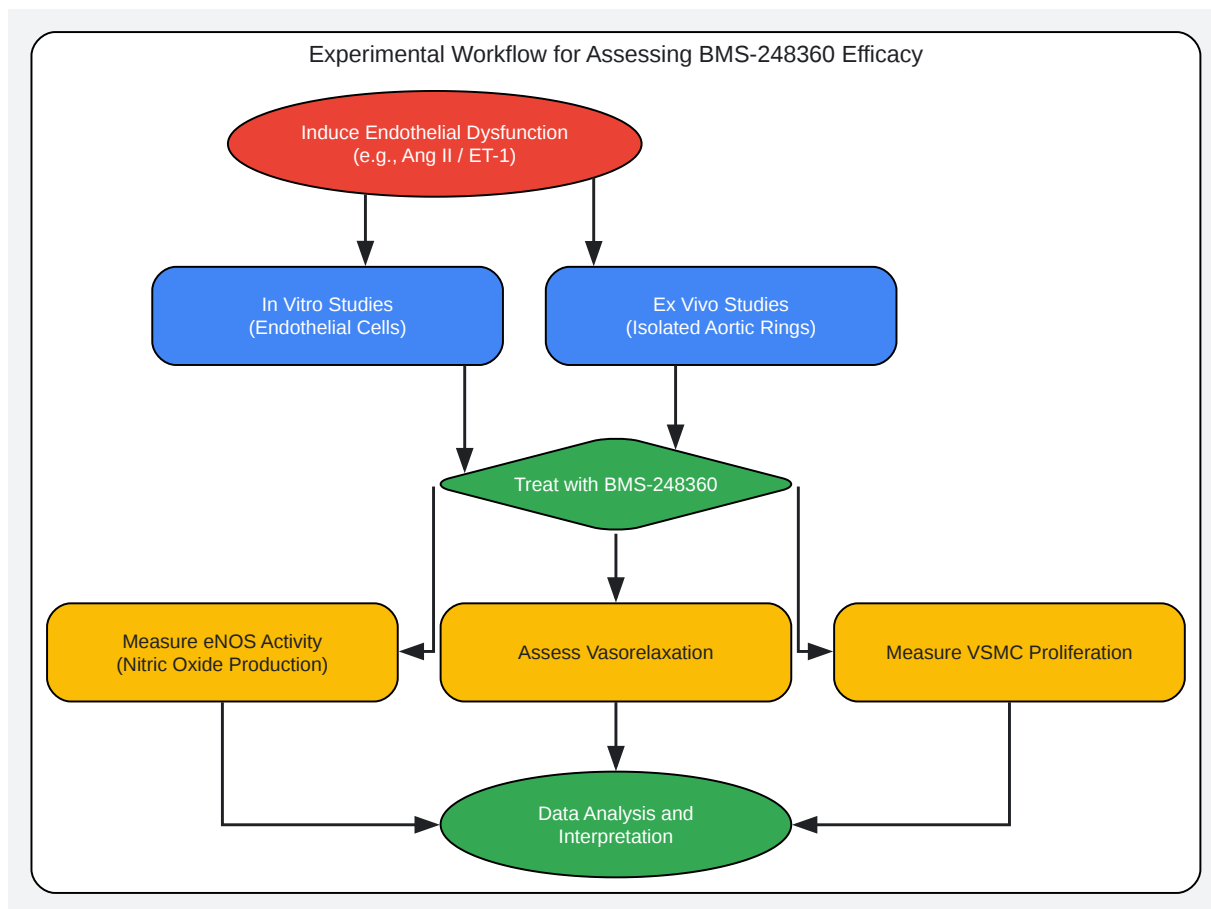 Experimental Workflow for Assessing BMS-248360 Efficacy
Induce Endothelial Dysfunction
(e.g., Ang II / ET-1)
In Vitro Studies
(Endothelial Cells)
Ex Vivo Studies
(Isolated Aortic Rings)
Treat with BMS-248360
Measure eNOS Activity
(Nitric Oxide Production)
Assess Vasorelaxation
Measure VSMC Proliferation
Data Analysis and
Interpretation